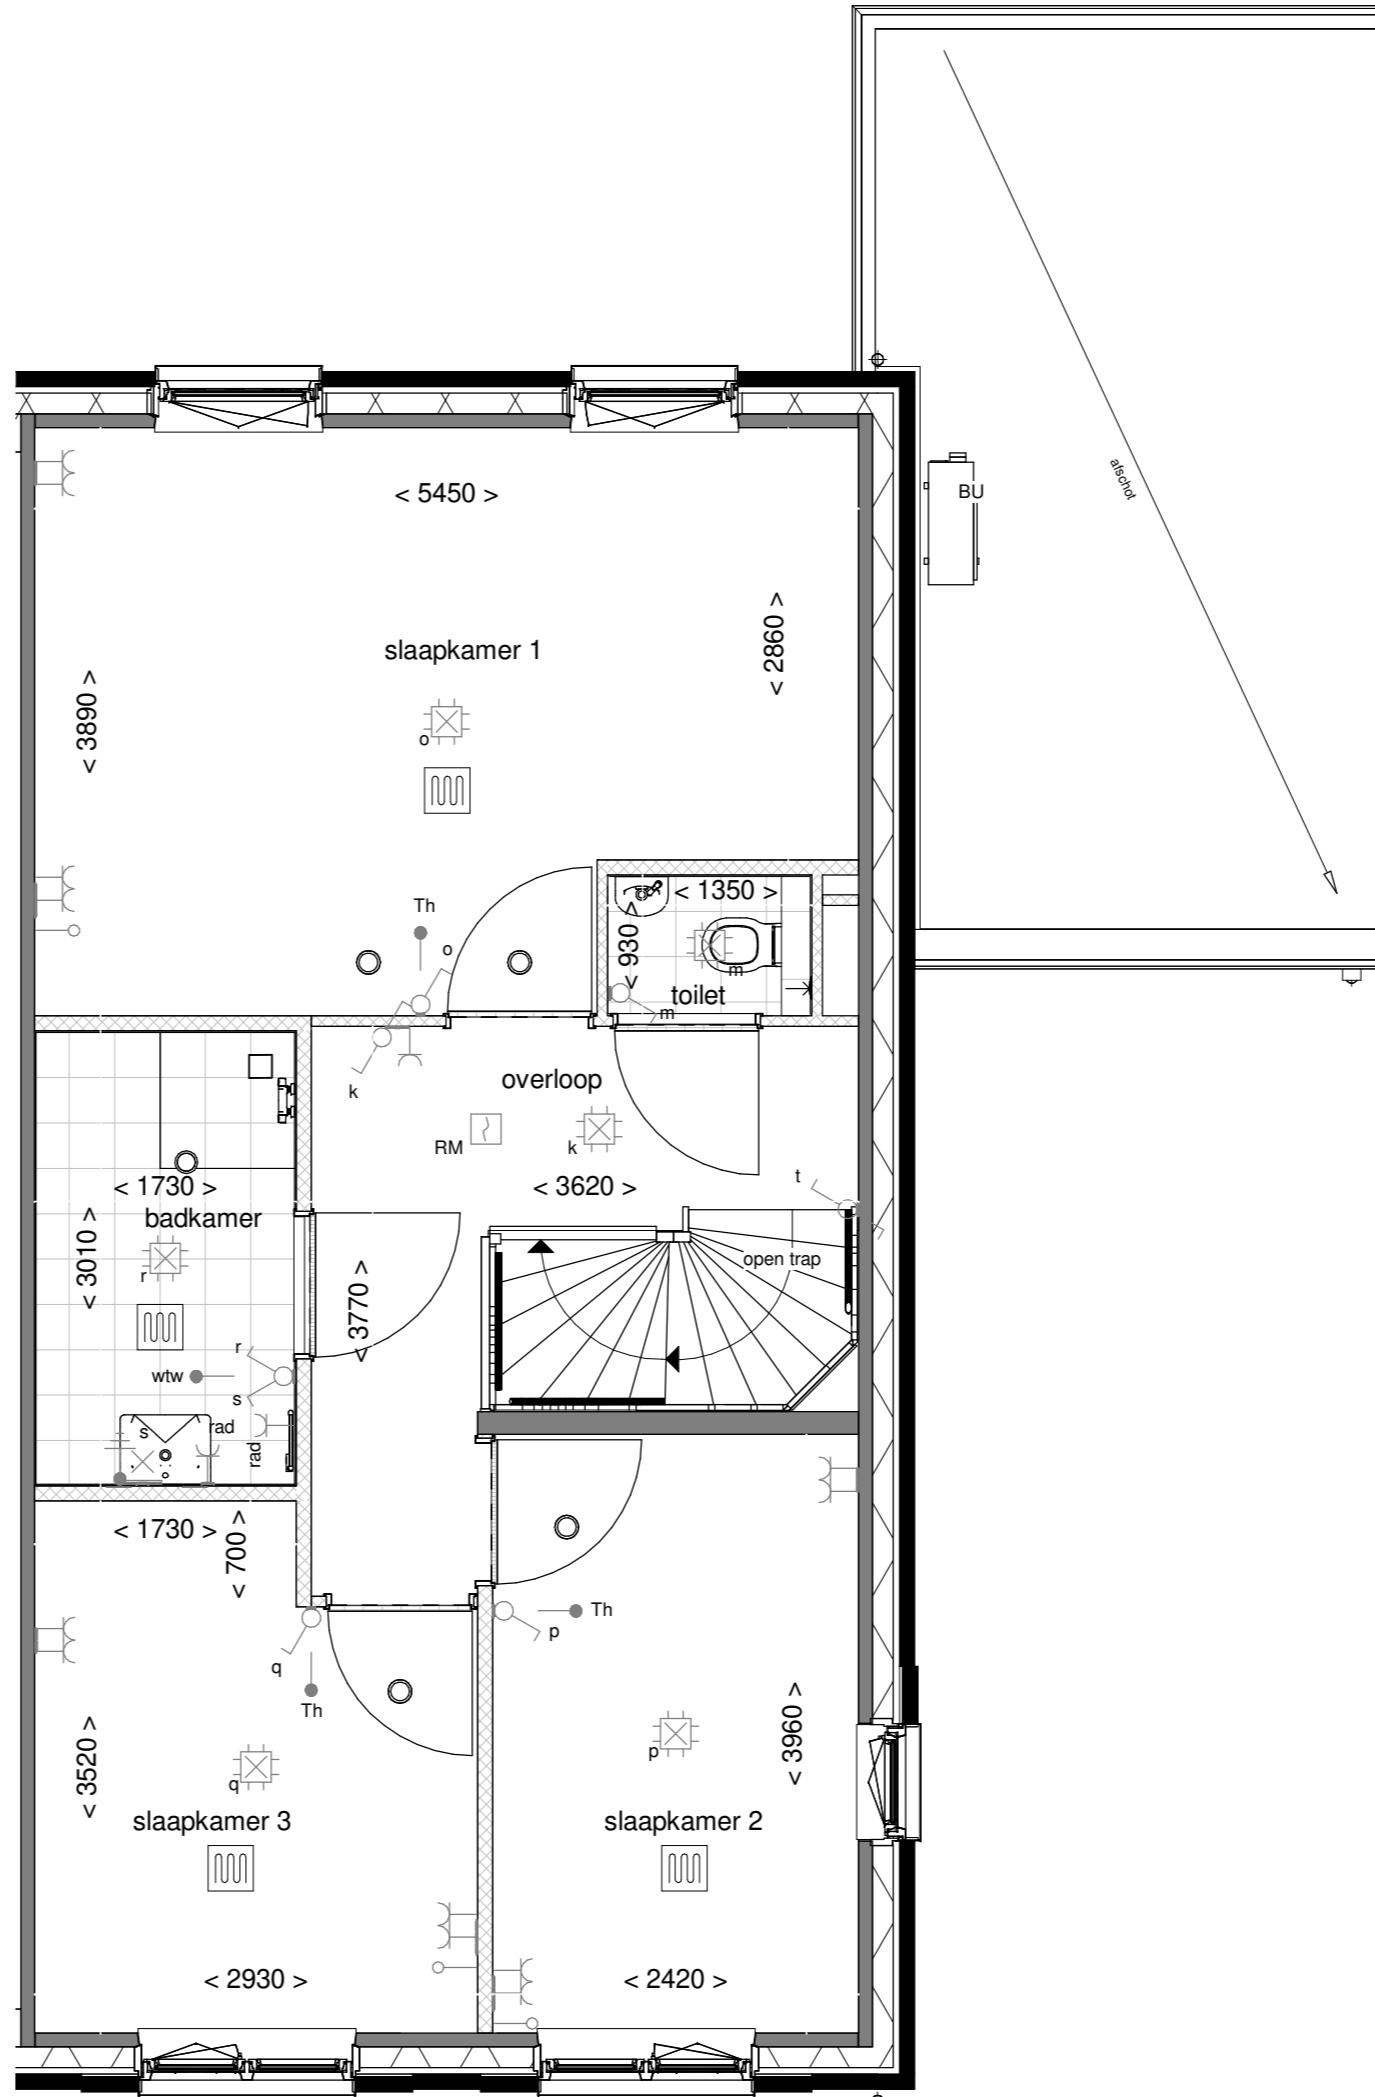 afschot
BU
< 5450 >
< 2860 >
slaapkamer 1
< 3890 >
o
Th
o
< 1350 >
< 930 >
m
toilet
m
k
overloop
RM
k
< 3620 >
t
< 1730 >
badkamer
< 3010 >
r
open trap
< 3770 >
r
wtw
s
s
rad
rad
< 1730 >
< 700 >
Th
p
q
Th
< 3520 >
q
slaapkamer 3
< 3960 >
p
slaapkamer 2
< 2930 >
< 2420 >